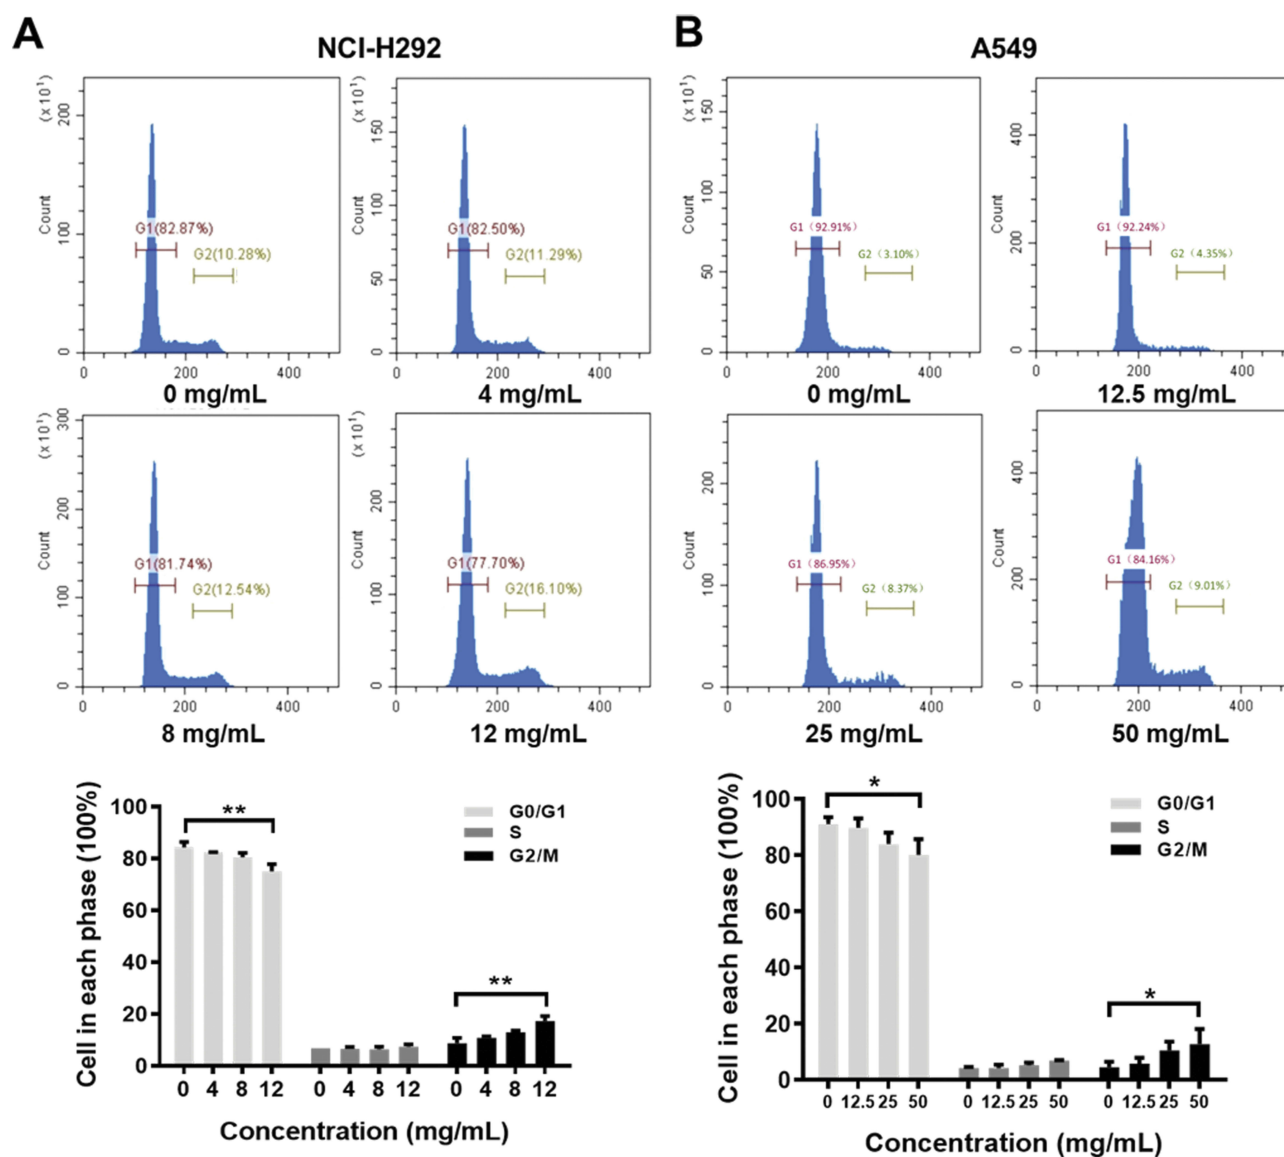 A
NCI-H292
B
A549
(x10¹)
Count
200
100
0
G1(82.87%)
G2(10.28%)
0
200
400
0 mg/mL
(x10¹)
Count
150
100
50
0
G1(82.50%)
G2(11.29%)
0
200
400
4 mg/mL
(x10¹)
Count
150
100
50
0
G1（92.91%）
G2（3.10%）
0
200
400
0 mg/mL
Count
400
200
0
G1（92.24%）
G2（4.35%）
0
200
400
12.5 mg/mL
(x10¹)
Count
300
200
100
0
G1(81.74%)
G2(12.54%)
0
200
400
8 mg/mL
(x10¹)
Count
200
100
0
G1(77.70%)
G2(16.10%)
0
200
400
12 mg/mL
Count
200
100
0
G1（86.95%）
G2（8.37%）
0
200
400
25 mg/mL
Count
400
200
0
G1（84.16%）
G2（9.01%）
0
200
400
50 mg/mL
Cell in each phase (100%)
100
80
60
40
20
0
**
**
G0/G1
S
G2/M
0 4 8 12 0 4 8 12 0 4 8 12
Concentration (mg/mL)
Cell in each phase (100%)
100
80
60
40
20
0
*
*
G0/G1
S
G2/M
0 12.5 25 50 0 12.5 25 50 0 12.5 25 50
Concentration (mg/mL)